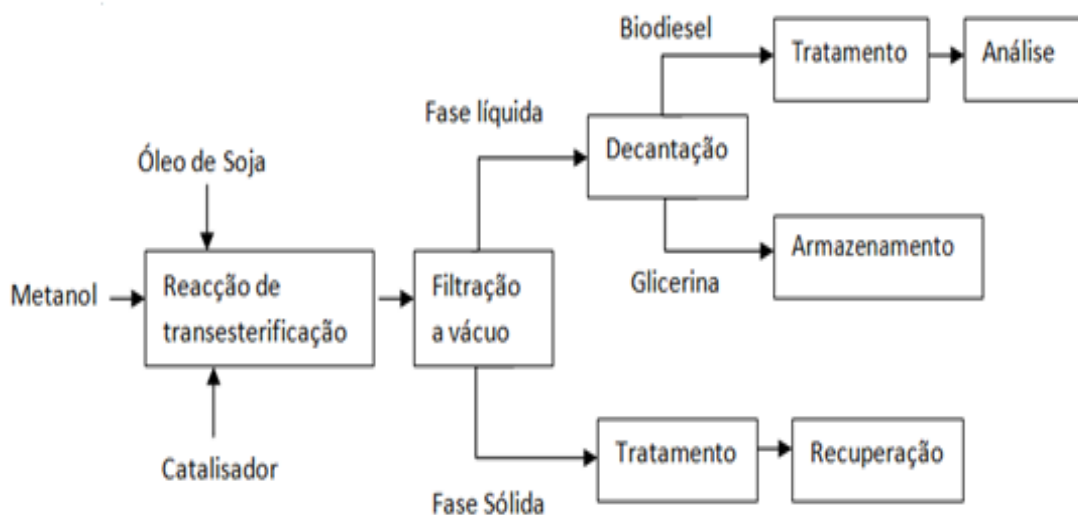 Biodiesel
Tratamento
Análise
Fase líquida
Decantação
Óleo de Soja
Metanol
Reacção de
transesterificação
Filtração
a vácuo
Glicerina
Armazenamento
Catalisador
Fase Sólida
Tratamento
Recuperação